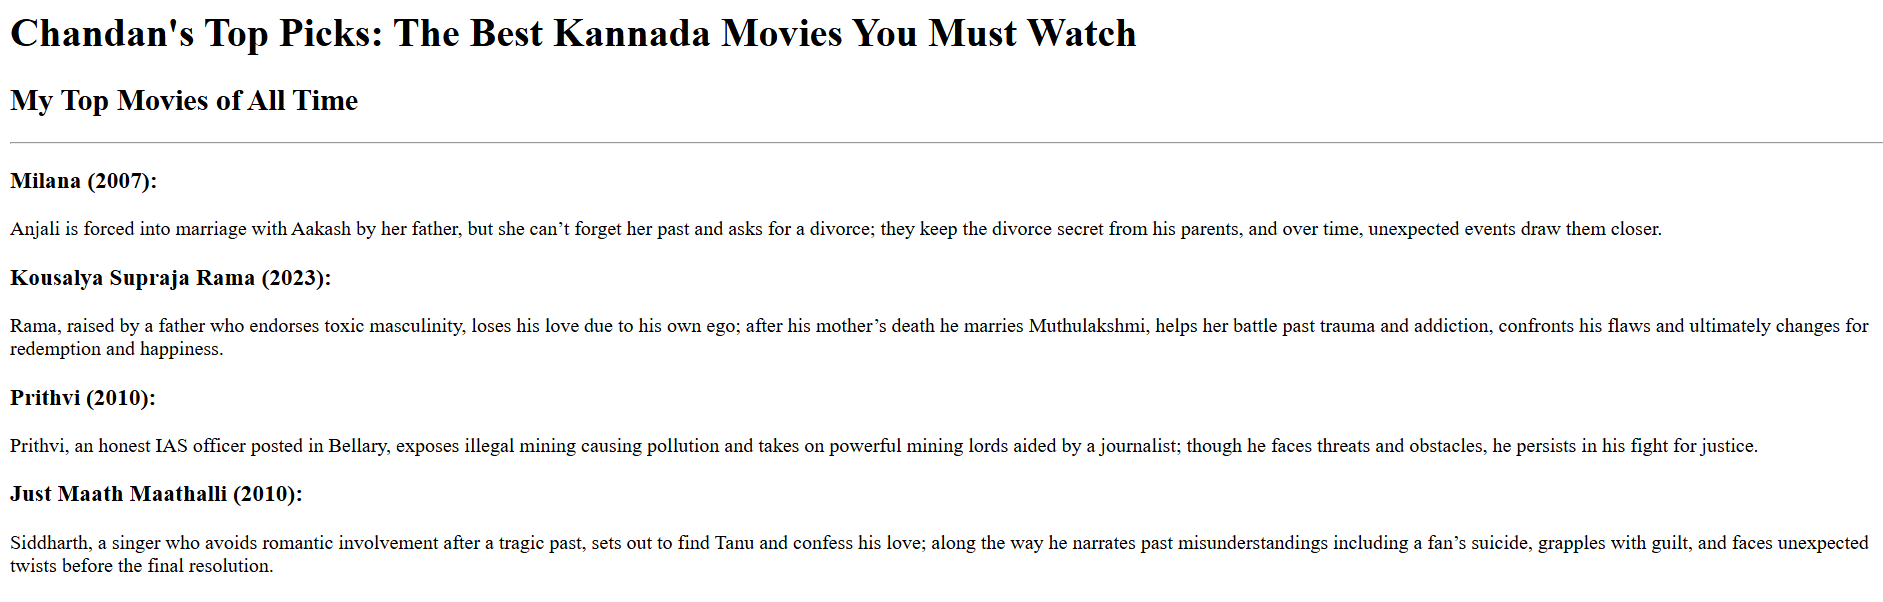 Chandan's Top Picks: The Best Kannada Movies You Must Watch
My Top Movies of All Time
Milana (2007):
Anjali is forced into marriage with Aakash by her father, but she can’t forget her past and asks for a divorce; they keep the divorce secret from his parents, and over time, unexpected events draw them closer.
Kousalya Supraja Rama (2023):
Rama, raised by a father who endorses toxic masculinity, loses his love due to his own ego; after his mother’s death he marries Muthulakshmi, helps her battle past trauma and addiction, confronts his flaws and ultimately changes for
redemption and happiness.
Prithvi (2010):
Prithvi, an honest IAS officer posted in Bellary, exposes illegal mining causing pollution and takes on powerful mining lords aided by a journalist; though he faces threats and obstacles, he persists in his fight for justice.
Just Maath Maathalli (2010):
Siddharth, a singer who avoids romantic involvement after a tragic past, sets out to find Tanu and confess his love; along the way he narrates past misunderstandings including a fan’s suicide, grapples with guilt, and faces unexpected
twists before the final resolution.